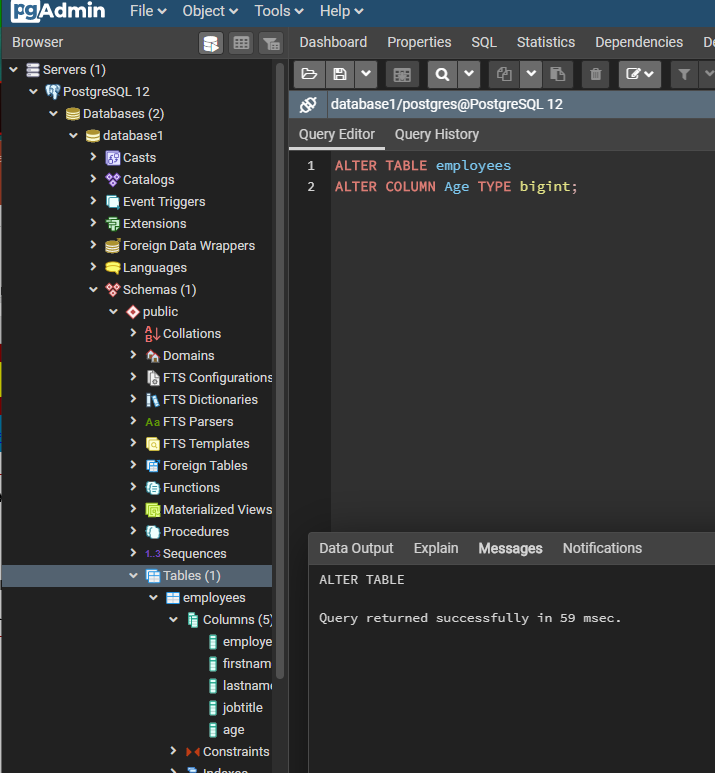 pgAdmin File Object Tools Help
Browser
Dashboard Properties SQL Statistics Dependencies
Servers (1)
PostgreSQL 12
Databases (2)
database1
Casts
Catalogs
Event Triggers
Extensions
Foreign Data Wrappers
Languages
Schemas (1)
public
Collations
Domains
FTS Configurations
FTS Dictionaries
Aa FTS Parsers
FTS Templates
Foreign Tables
Functions
Materialized Views
Procedures
1..3 Sequences
Tables (1)
employees
Columns (5)
employe
firstnam
lastname
jobtitle
age
Constraints
Indexes
database1/postgres@PostgreSQL 12
Query Editor Query History
1 ALTER TABLE employees
2 ALTER COLUMN Age TYPE bigint;
Data Output Explain Messages Notifications
ALTER TABLE
Query returned successfully in 59 msec.